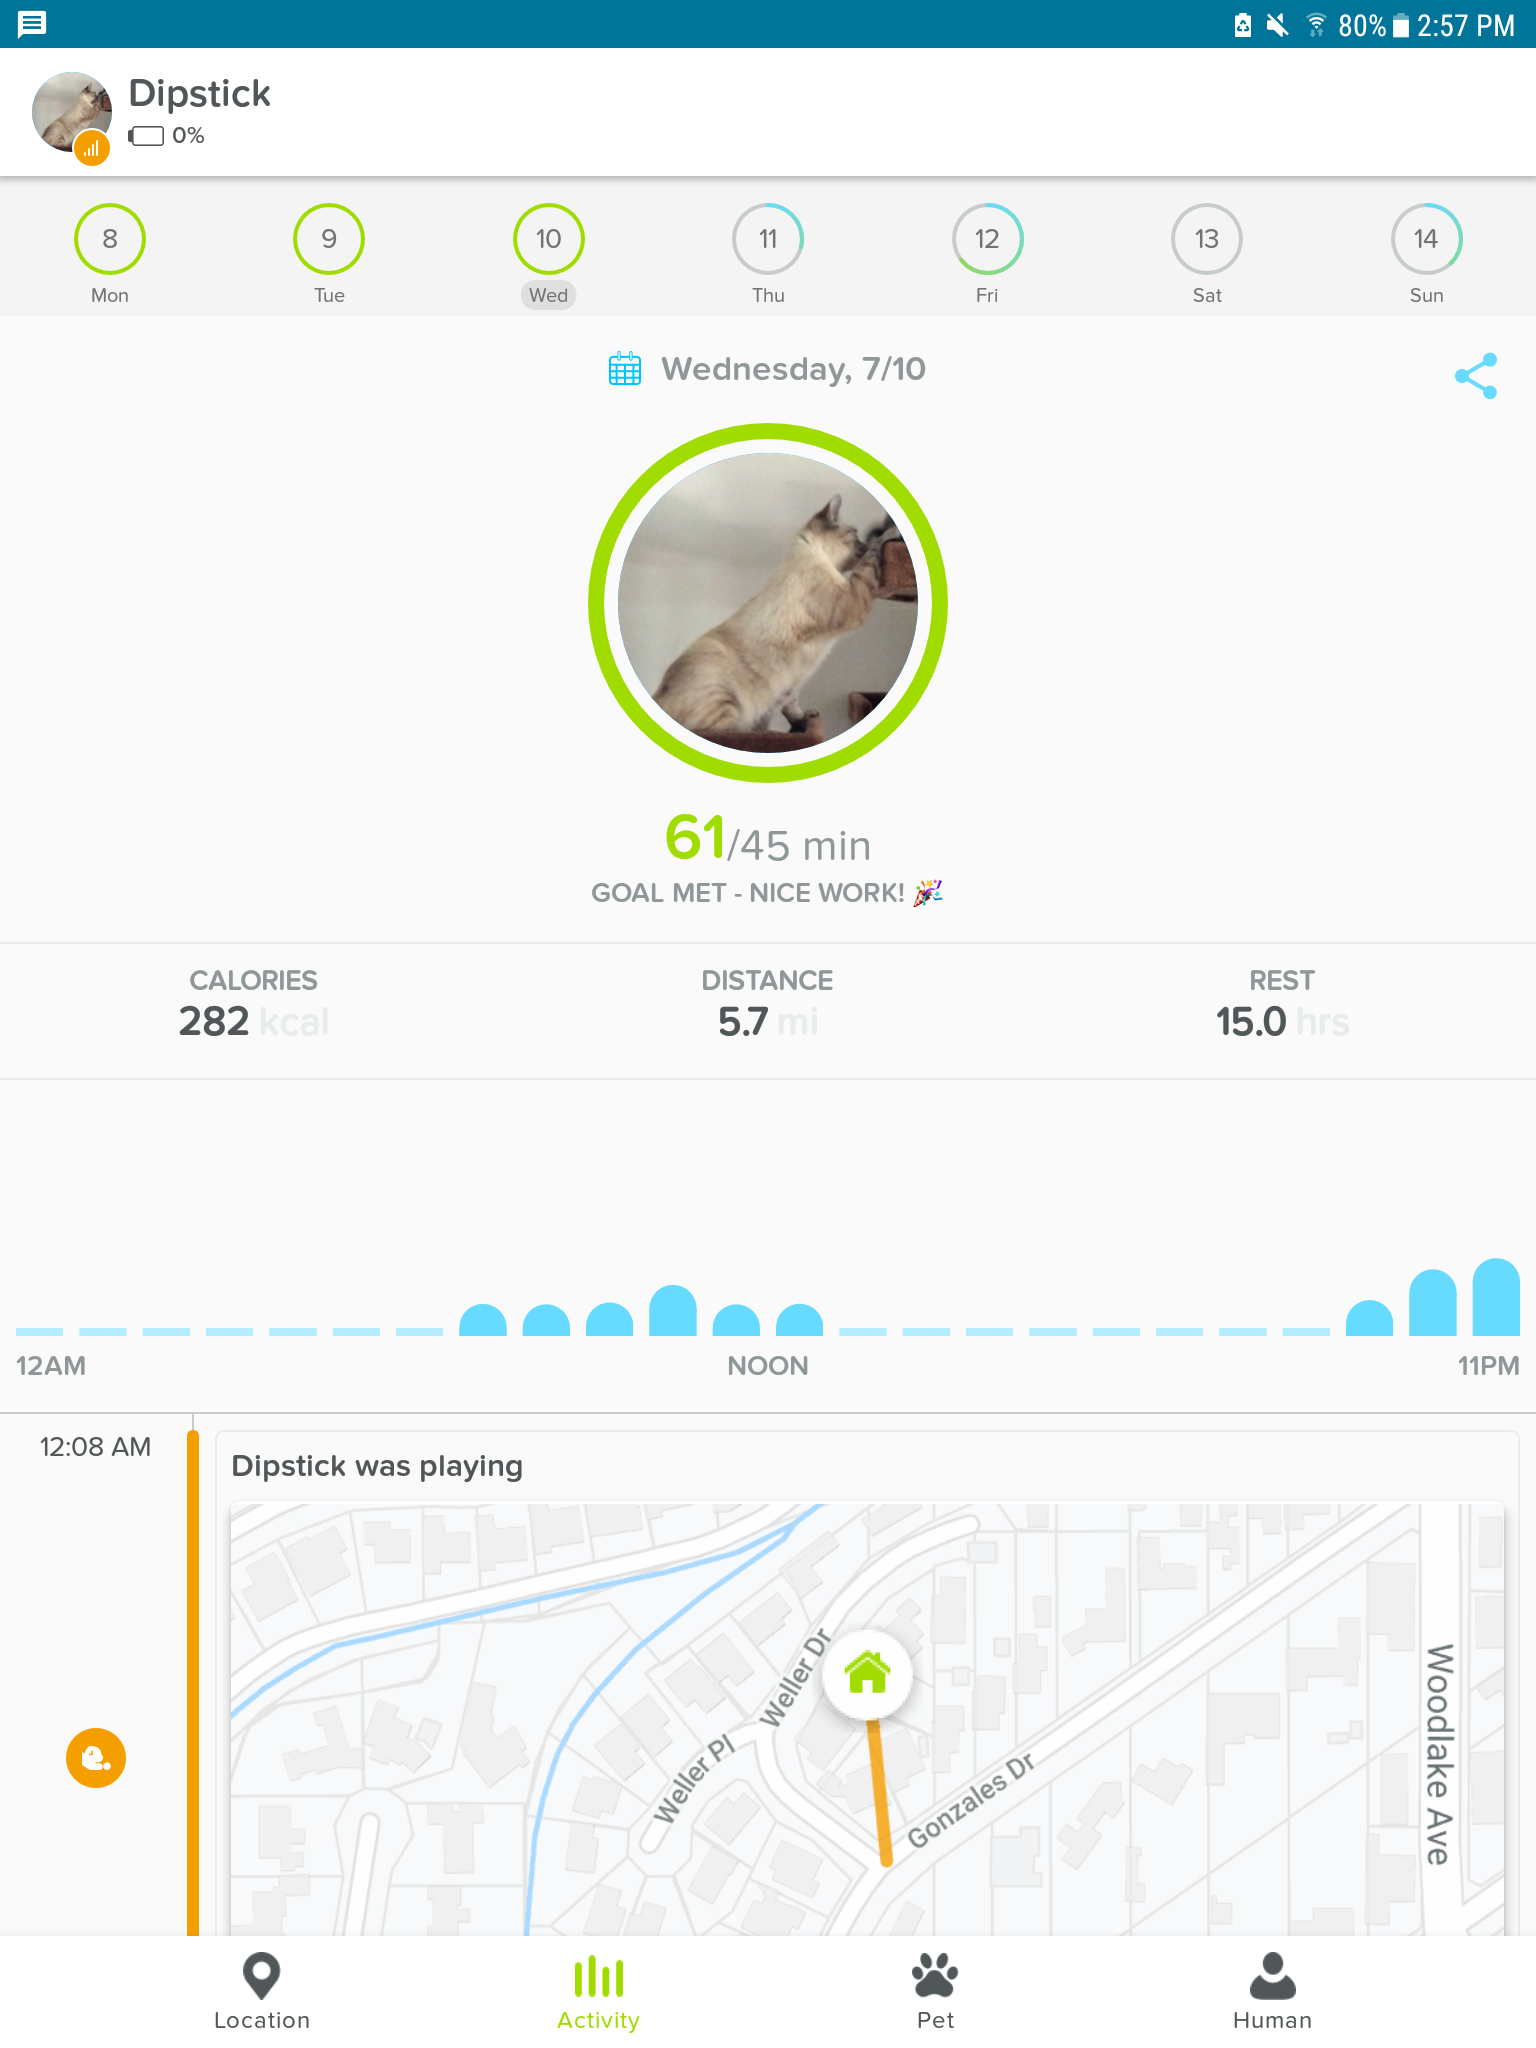 80% 2:57 PM
Dipstick
0%
8 9 10 11 12 13 14
Mon Tue Wed Thu Fri Sat Sun
Wednesday, 7/10
61/45 min
GOAL MET - NICE WORK! 🎉
CALORIES DISTANCE REST
282 kcal 5.7 mi 15.0 hrs
12AM NOON 11PM
12:08 AM
Dipstick was playing
Weller Dr
Weller Pl
Gonzales Dr
Woodlake Ave
Location Activity Pet Human